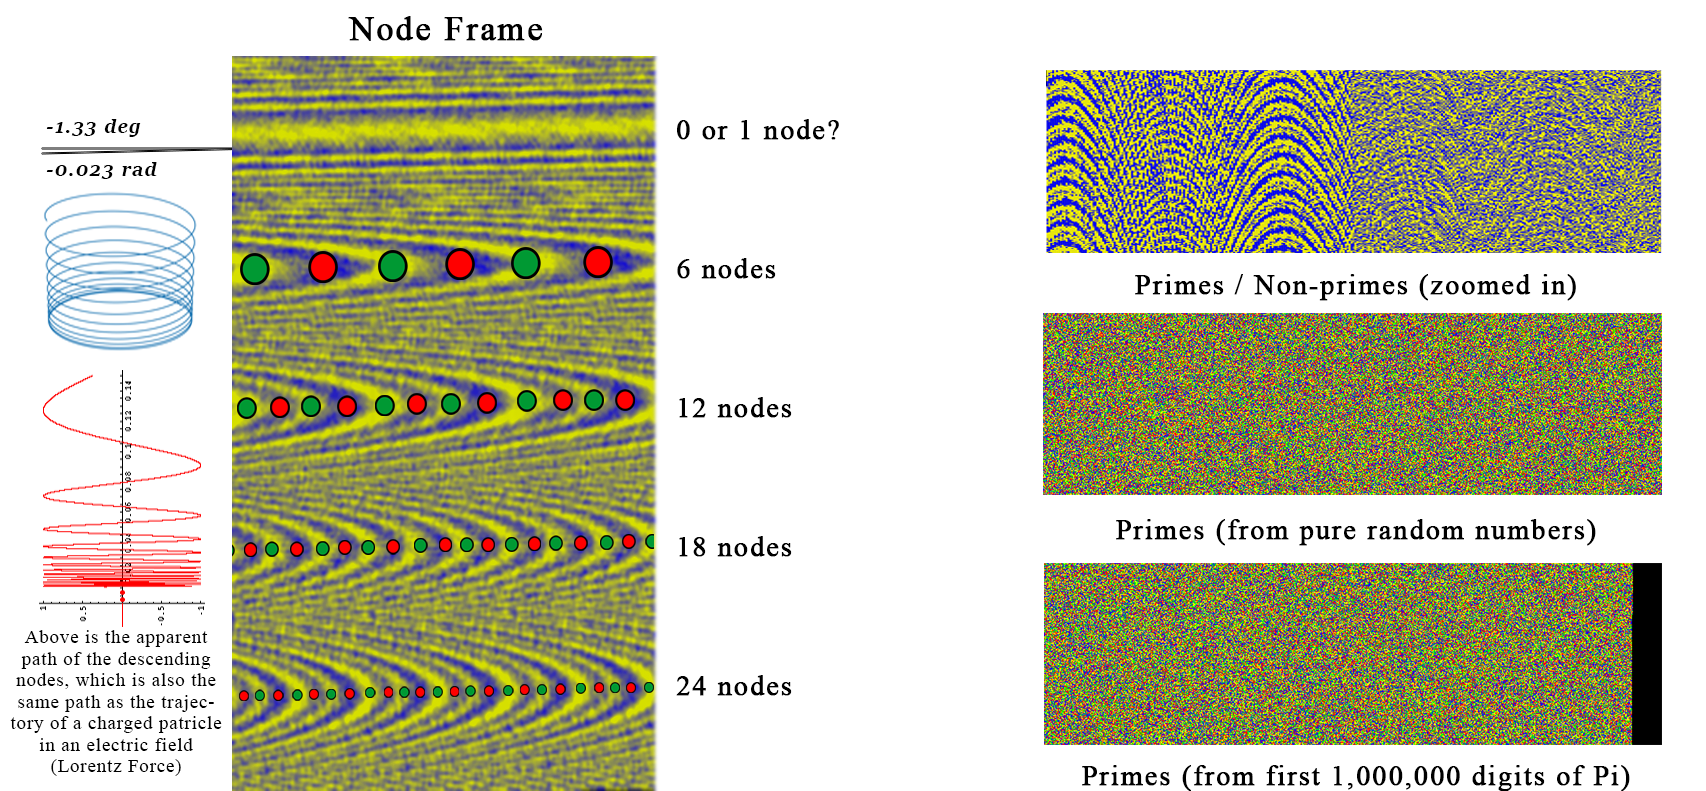 Node Frame
-1.33 deg
-0.023 rad
0 or 1 node?
6 nodes
12 nodes
18 nodes
24 nodes
0.14
0.12
0.1
0.08
0.06
0.04
1
0.5
-0.5
-1
Above is the apparent
path of the descending
nodes, which is also the
same path as the trajec-
tory of a charged patricle
in an electric field
(Lorentz Force)
Primes / Non-primes (zoomed in)
Primes (from pure random numbers)
Primes (from first 1,000,000 digits of Pi)